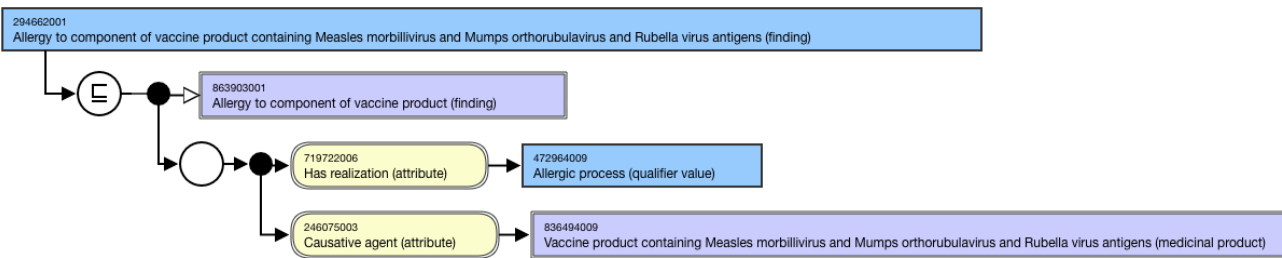 294662001
Allergy to component of vaccine product containing Measles morbillivirus and Mumps orthorubulavirus and Rubella virus antigens (finding)
⊑
863903001
Allergy to component of vaccine product (finding)
719722006
Has realization (attribute)
472964009
Allergic process (qualifier value)
246075003
Causative agent (attribute)
836494009
Vaccine product containing Measles morbillivirus and Mumps orthorubulavirus and Rubella virus antigens (medicinal product)